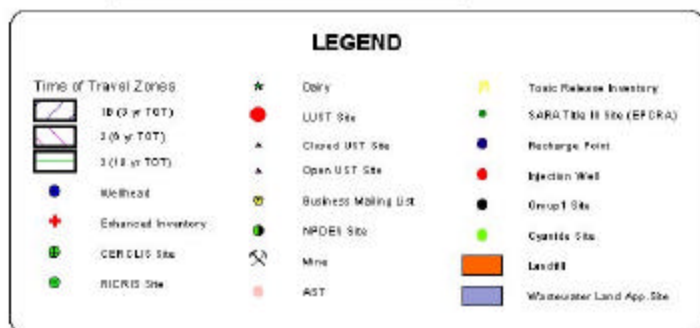 LEGEND
Time of Travel Zones
1B (3 yr TOT)
2 (6 yr TOT)
3 (10 yr TOT)
Wellhead
Enhanced Inventory
CERCLIS Site
RICRIS Site
Dairy
LUST Site
Closed UST Site
Open UST Site
Business Mailing List
NPDES Site
Mine
AST
Toxic Release Inventory
SARA Title III Site (EPCRA)
Recharge Point
Injection Well
Group1 Site
Cyanide Site
Landfill
Wastewater Land App. Site